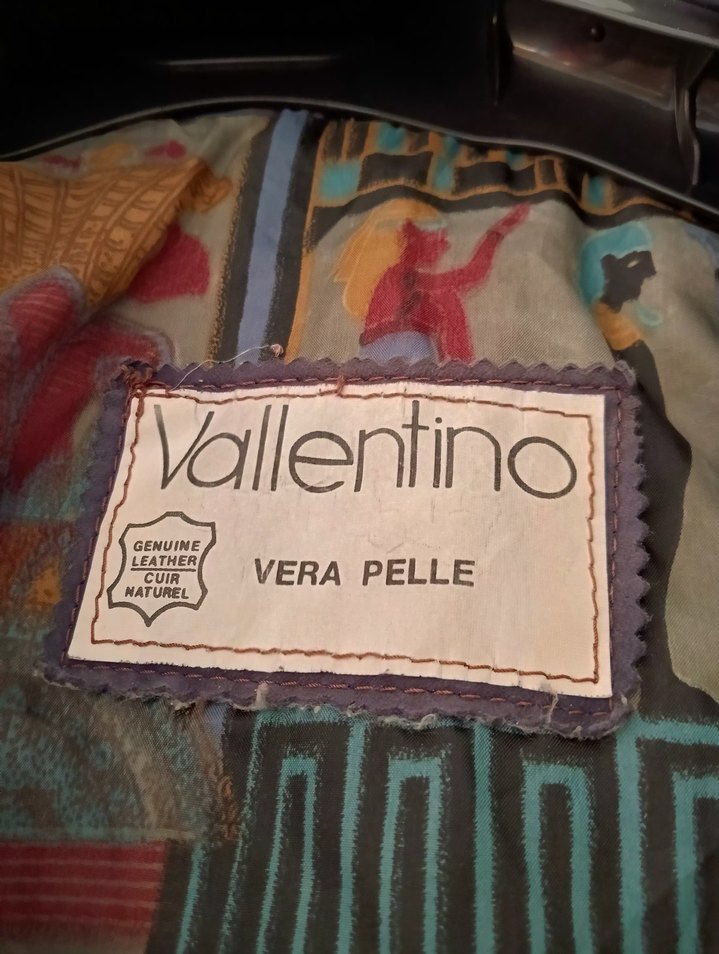 Vallentino
GENUINE
LEATHER
CUIR
NATUREL
VERA PELLE